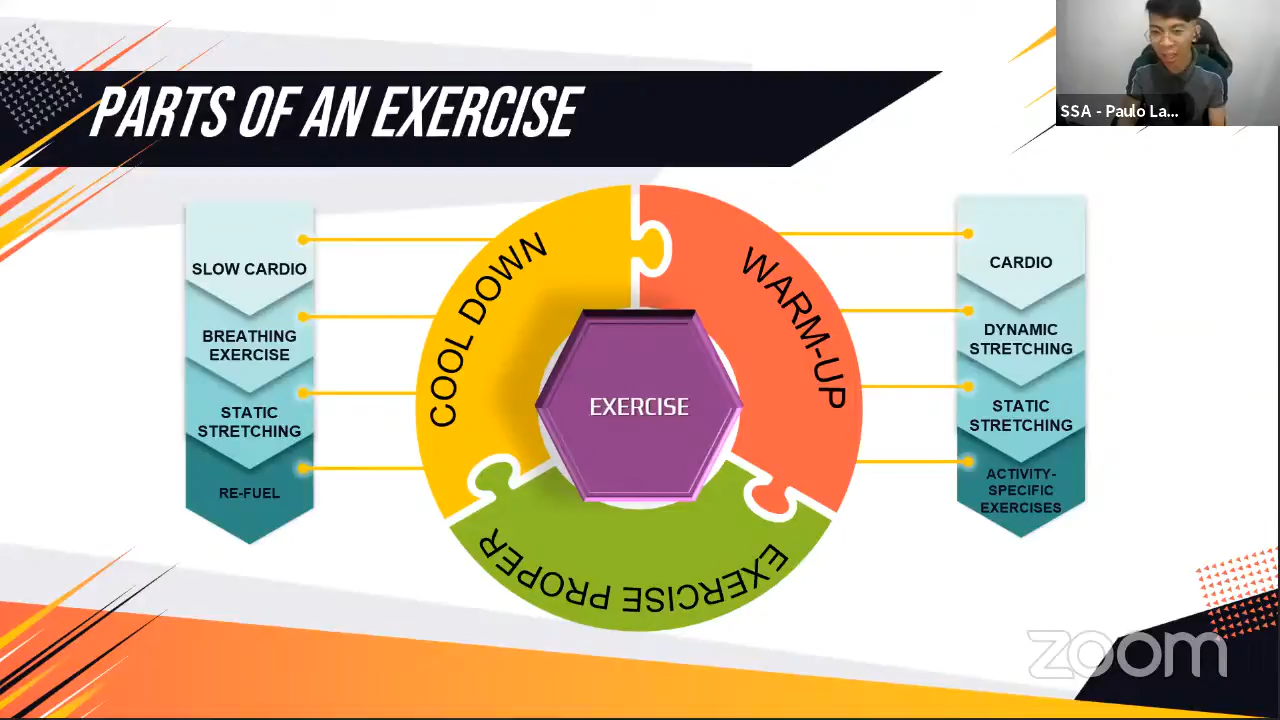 PARTS OF AN EXERCISE
SSA - Paulo La...
SLOW CARDIO
BREATHING
EXERCISE
STATIC
STRETCHING
RE-FUEL
COOL DOWN
WARM-UP
EXERCISE
EXERCISE PROPER
CARDIO
DYNAMIC
STRETCHING
STATIC
STRETCHING
ACTIVITY-
SPECIFIC
EXERCISES
zoom